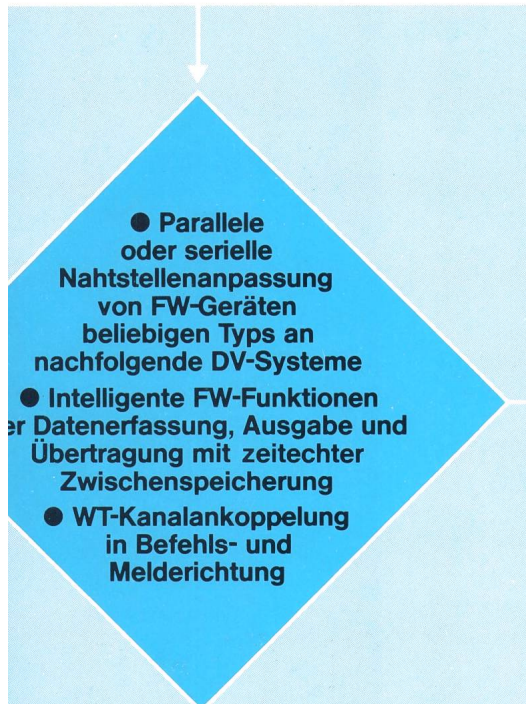 ● Parallele
oder serielle
Nahtstellenanpassung
von FW-Geräten
beliebigen Typs an
nachfolgende DV-Systeme
● Intelligente FW-Funktionen
er Datenerfassung, Ausgabe und
Übertragung mit zeitechter
Zwischenspeicherung
● WT-Kanalankoppelung
in Befehls- und
Melderichtung